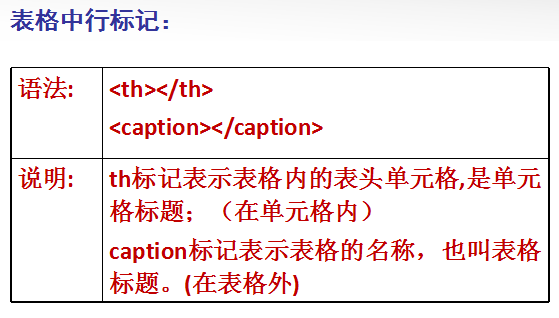 表格中行标记：
语法:
<th></th>
<caption></caption>
说明:
th标记表示表格内的表头单元格,是单元
格标题；（在单元格内）
caption标记表示表格的名称，也叫表格
标题。(在表格外)